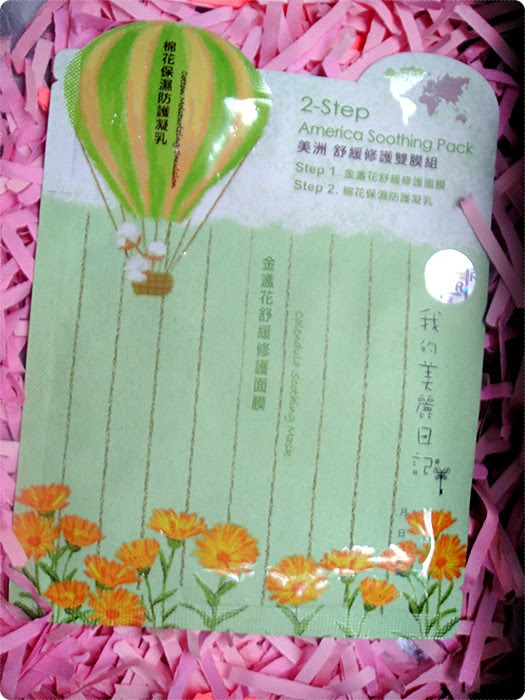 棉花保濕防護凝乳
Cotton Moisturizing Emulsion
2-Step
America Soothing Pack
美洲 舒緩修護雙膜組
Step 1. 金盞花舒緩修護面膜
Step 2. 棉花保濕防護凝乳
金盞花舒緩修護面膜
Calendula Soothing Mask
我的美麗日記
月
日